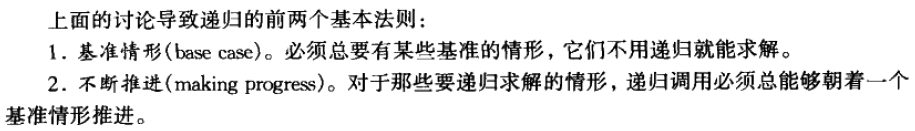 上面的讨论导致递归的前两个基本法则：
1. 基准情形(base case)。必须总要有某些基准的情形，它们不用递归就能求解。
2. 不断推进(making progress)。对于那些要递归求解的情形，递归调用必须总能够朝着一个
基准情形推进。